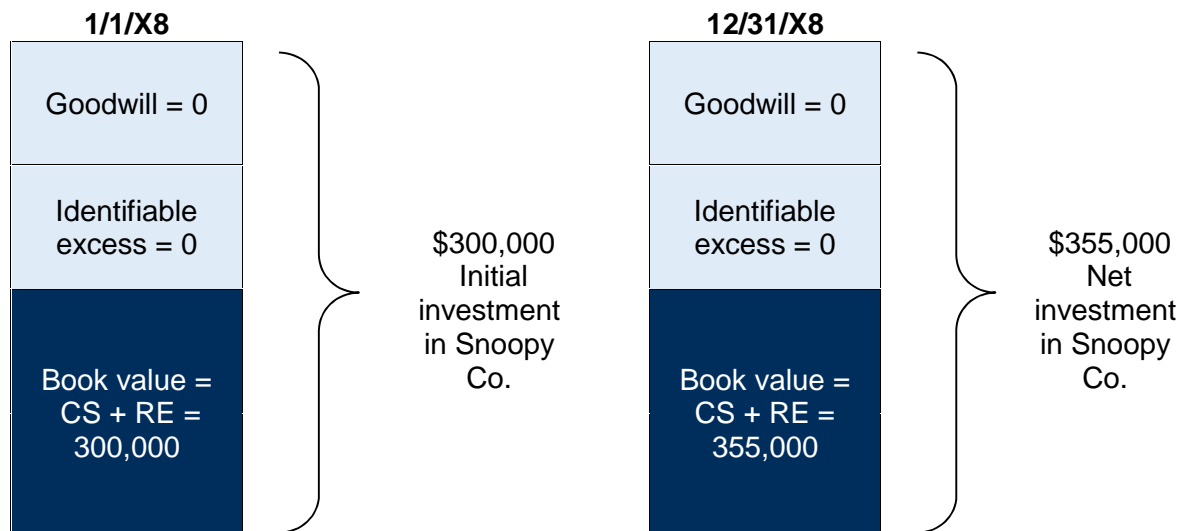 1/1/X8
Goodwill = 0
Identifiable
excess = 0
Book value =
CS + RE =
300,000
$300,000
Initial
investment
in Snoopy
Co.
12/31/X8
Goodwill = 0
Identifiable
excess = 0
Book value =
CS + RE =
355,000
$355,000
Net
investment
in Snoopy
Co.